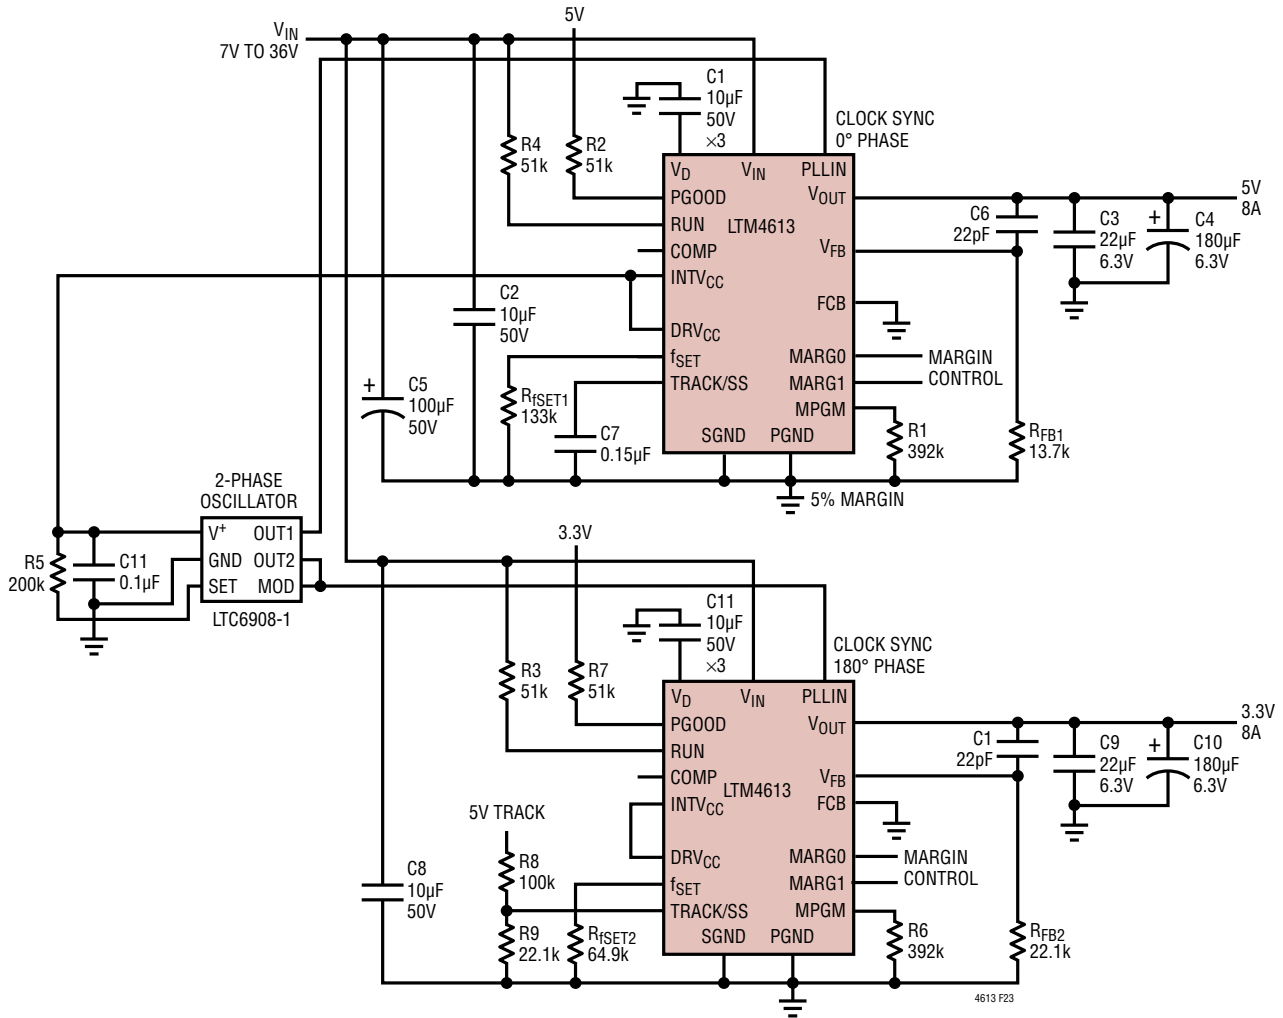 VIN
7V TO 36V
5V
C1
10µF
50V
×3
CLOCK SYNC
0° PHASE
R4
51k
R2
51k
VD
VIN
PLLIN
PGOOD
VOUT
RUN
LTM4613
COMP
VFB
INTVCC
FCB
DRVCC
fSET
MARG0
TRACK/SS
MARG1
MPGM
SGND
PGND
5V
8A
C6
22pF
C3
22µF
6.3V
+
C4
180µF
6.3V
MARGIN
CONTROL
C2
10µF
50V
+
C5
100µF
50V
RfSET1
133k
C7
0.15µF
R1
392k
RFB1
13.7k
5% MARGIN
2-PHASE
OSCILLATOR
V+
OUT1
GND
OUT2
SET
MOD
LTC6908-1
R5
200k
C11
0.1µF
3.3V
C11
10µF
50V
×3
CLOCK SYNC
180° PHASE
R3
51k
R7
51k
VD
VIN
PLLIN
PGOOD
VOUT
RUN
COMP
VFB
LTM4613
INTVCC
FCB
DRVCC
MARG0
fSET
MARG1
TRACK/SS
MPGM
SGND
PGND
3.3V
8A
C1
22pF
C9
22µF
6.3V
+
C10
180µF
6.3V
MARGIN
CONTROL
5V TRACK
R8
100k
C8
10µF
50V
R9
22.1k
RfSET2
64.9k
R6
392k
RFB2
22.1k
4613 F23